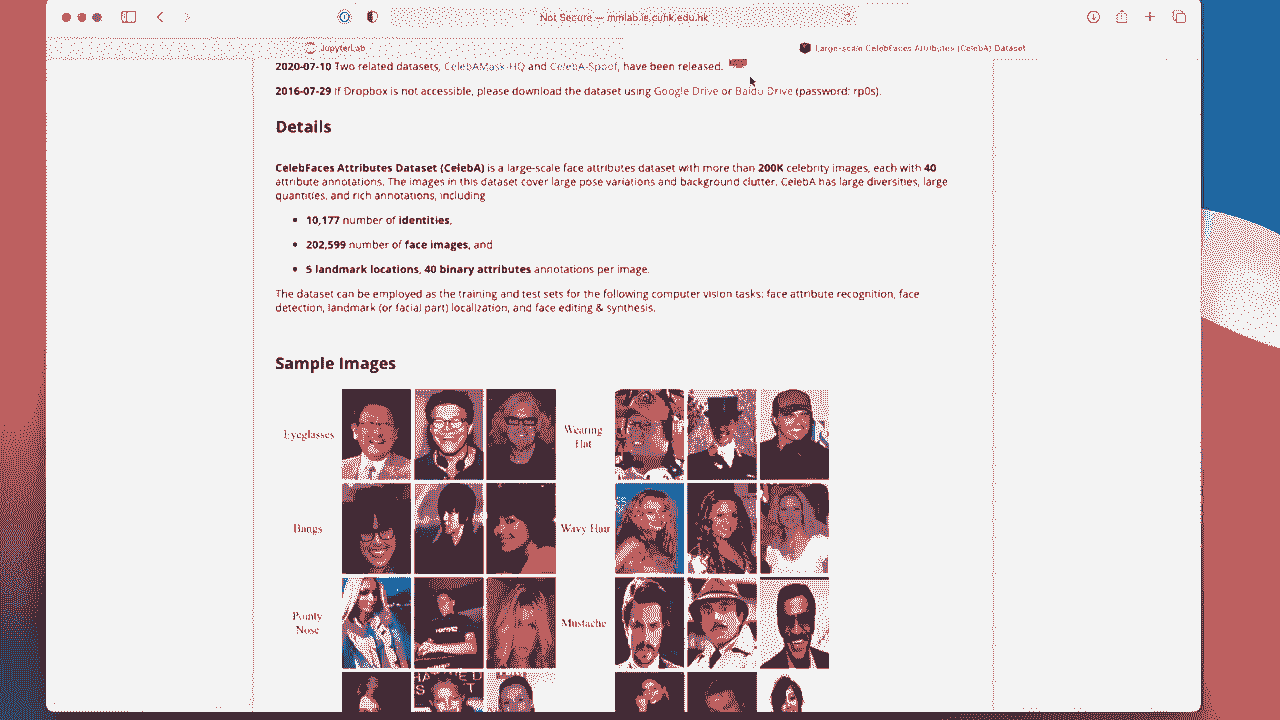 Not Secure — mmlab.ie.cuhk.edu.hk
JupyterLab
Large-scale CelebFaces Attributes (CelebA) Dataset
2020-07-10 Two related datasets, CelebAMask-HQ and CelebA-Spoof, have been released.
2016-07-29 If Dropbox is not accessible, please download the dataset using Google Drive or Baidu Drive (password: rp0s).
Details
CelebFaces Attributes Dataset (CelebA) is a large-scale face attributes dataset with more than 200K celebrity images, each with 40
attribute annotations. The images in this dataset cover large pose variations and background clutter. CelebA has large diversities, large
quantities, and rich annotations, including
• 10,177 number of identities,
• 202,599 number of face images, and
• 5 landmark locations, 40 binary attributes annotations per image.
The dataset can be employed as the training and test sets for the following computer vision tasks: face attribute recognition, face
detection, landmark (or facial part) localization, and face editing & synthesis.
Sample Images
Eyeglasses
Wearing
Hat
Bangs
Wavy Hair
Pointy
Nose
Mustache